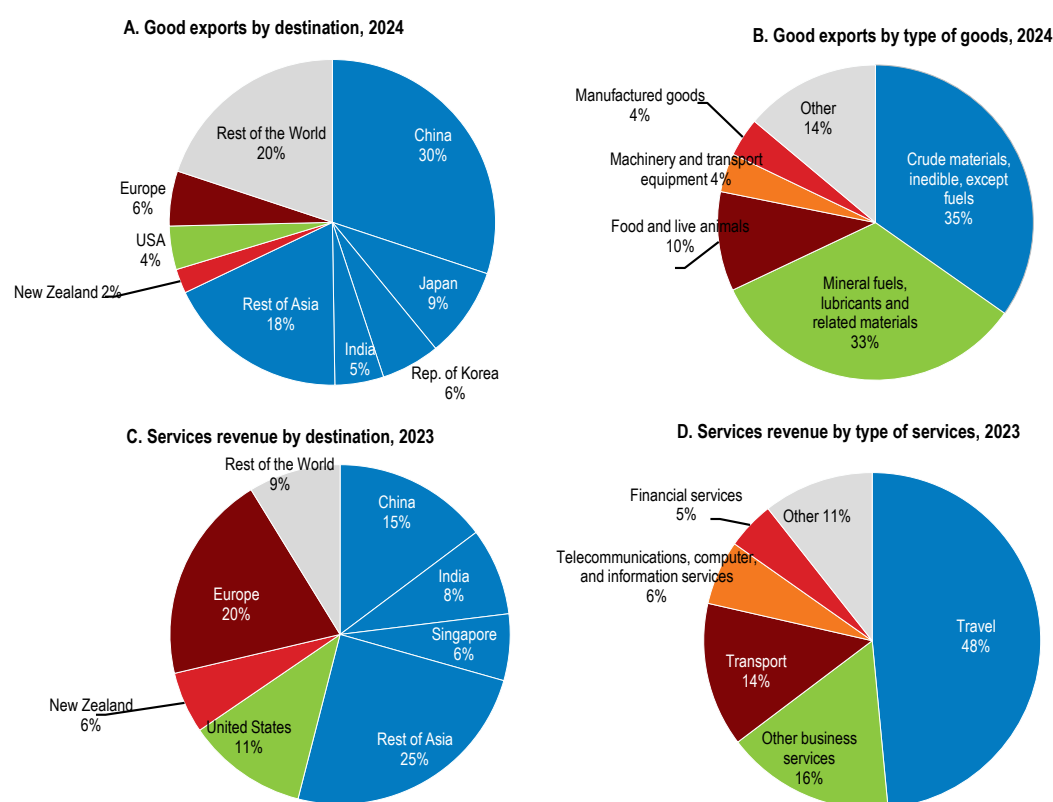 A. Good exports by destination, 2024
China
30%
Japan
9%
Rep. of Korea
6%
India
5%
Rest of Asia
18%
New Zealand 2%
USA
4%
Europe
6%
Rest of the World
20%
B. Good exports by type of goods, 2024
Crude materials,
inedible, except
fuels
35%
Mineral fuels,
lubricants and
related materials
33%
Food and live animals
10%
Machinery and transport
equipment 4%
Manufactured goods
4%
Other
14%
C. Services revenue by destination, 2023
China
15%
India
8%
Singapore
6%
Rest of Asia
25%
United States
11%
New Zealand
6%
Europe
20%
Rest of the World
9%
D. Services revenue by type of services, 2023
Travel
48%
Other business
services
16%
Transport
14%
Telecommunications, computer,
and information services
6%
Financial services
5%
Other 11%